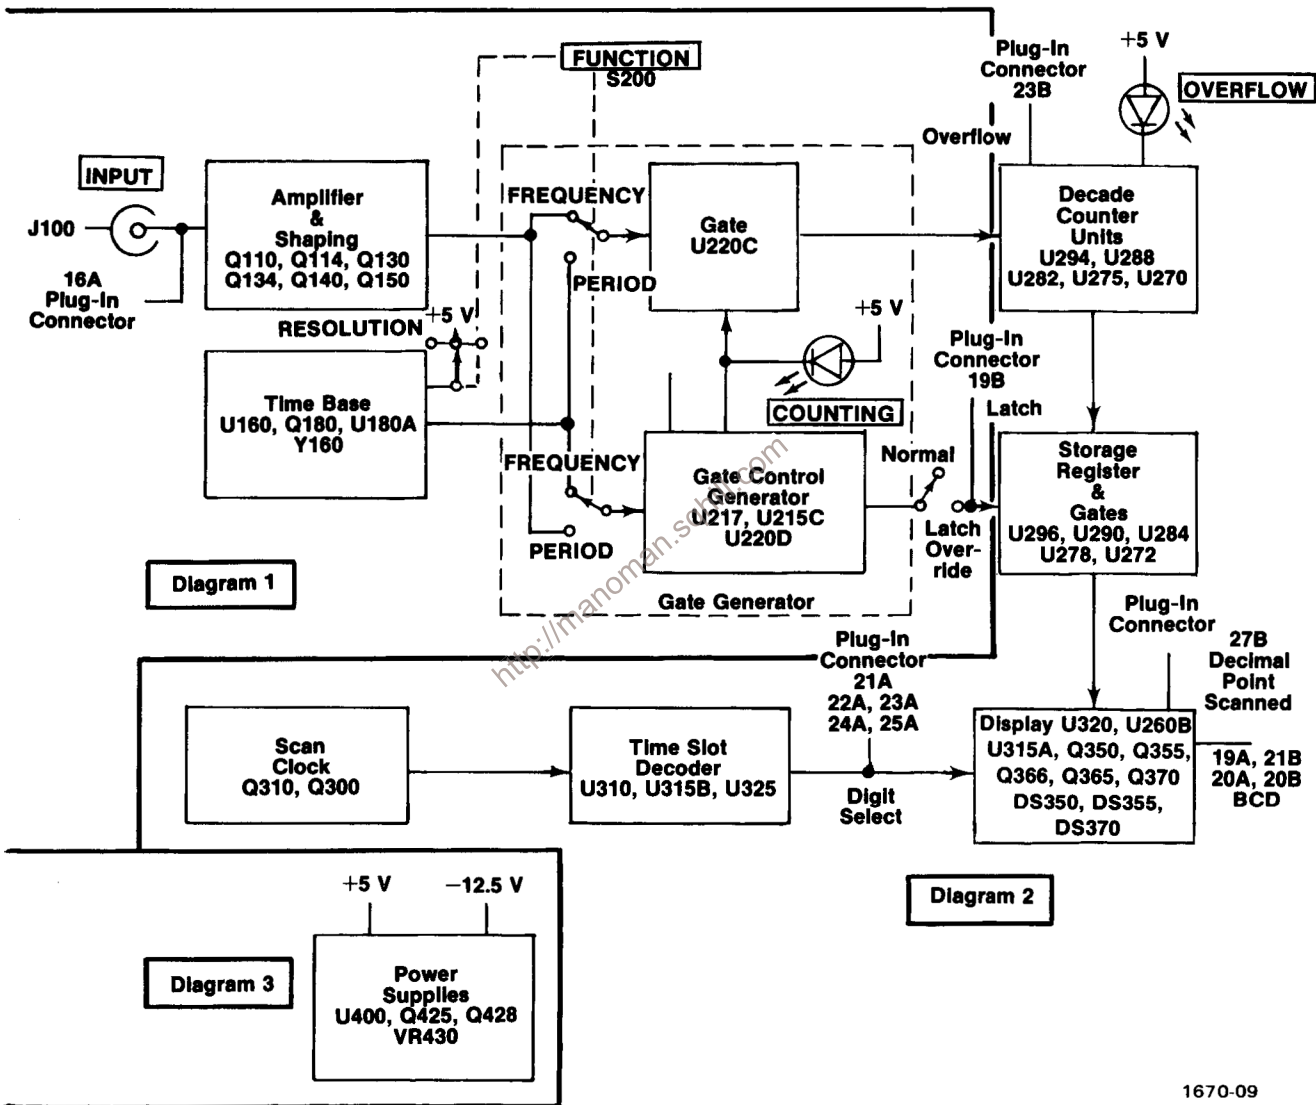 FUNCTION
S200
Plug-In
Connector
23B
+5 V
OVERFLOW
Overflow
INPUT
J100
16A
Plug-In
Connector
Amplifier
&
Shaping
Q110, Q114, Q130
Q134, Q140, Q150
FREQUENCY
PERIOD
Gate
U220C
Decade
Counter
Units
U294, U288
U282, U275, U270
RESOLUTION
+5 V
+5 V
COUNTING
Plug-In
Connector
19B
Latch
Time Base
U160, Q180, U180A
Y160
FREQUENCY
PERIOD
Gate Control
Generator
U217, U215C
U220D
Normal
Latch
Over-
ride
Storage
Register
&
Gates
U296, U290, U284
U278, U272
Diagram 1
Gate Generator
http://manoman.sqhill.com
Plug-In
Connector
21A
22A, 23A
24A, 25A
Plug-In
Connector
27B
Decimal
Point
Scanned
Scan
Clock
Q310, Q300
Time Slot
Decoder
U310, U315B, U325
Digit
Select
Display U320, U260B
U315A, Q350, Q355,
Q366, Q365, Q370
DS350, DS355,
DS370
19A, 21B
20A, 20B
BCD
Diagram 2
+5 V
−12.5 V
Diagram 3
Power
Supplies
U400, Q425, Q428
VR430
1670-09